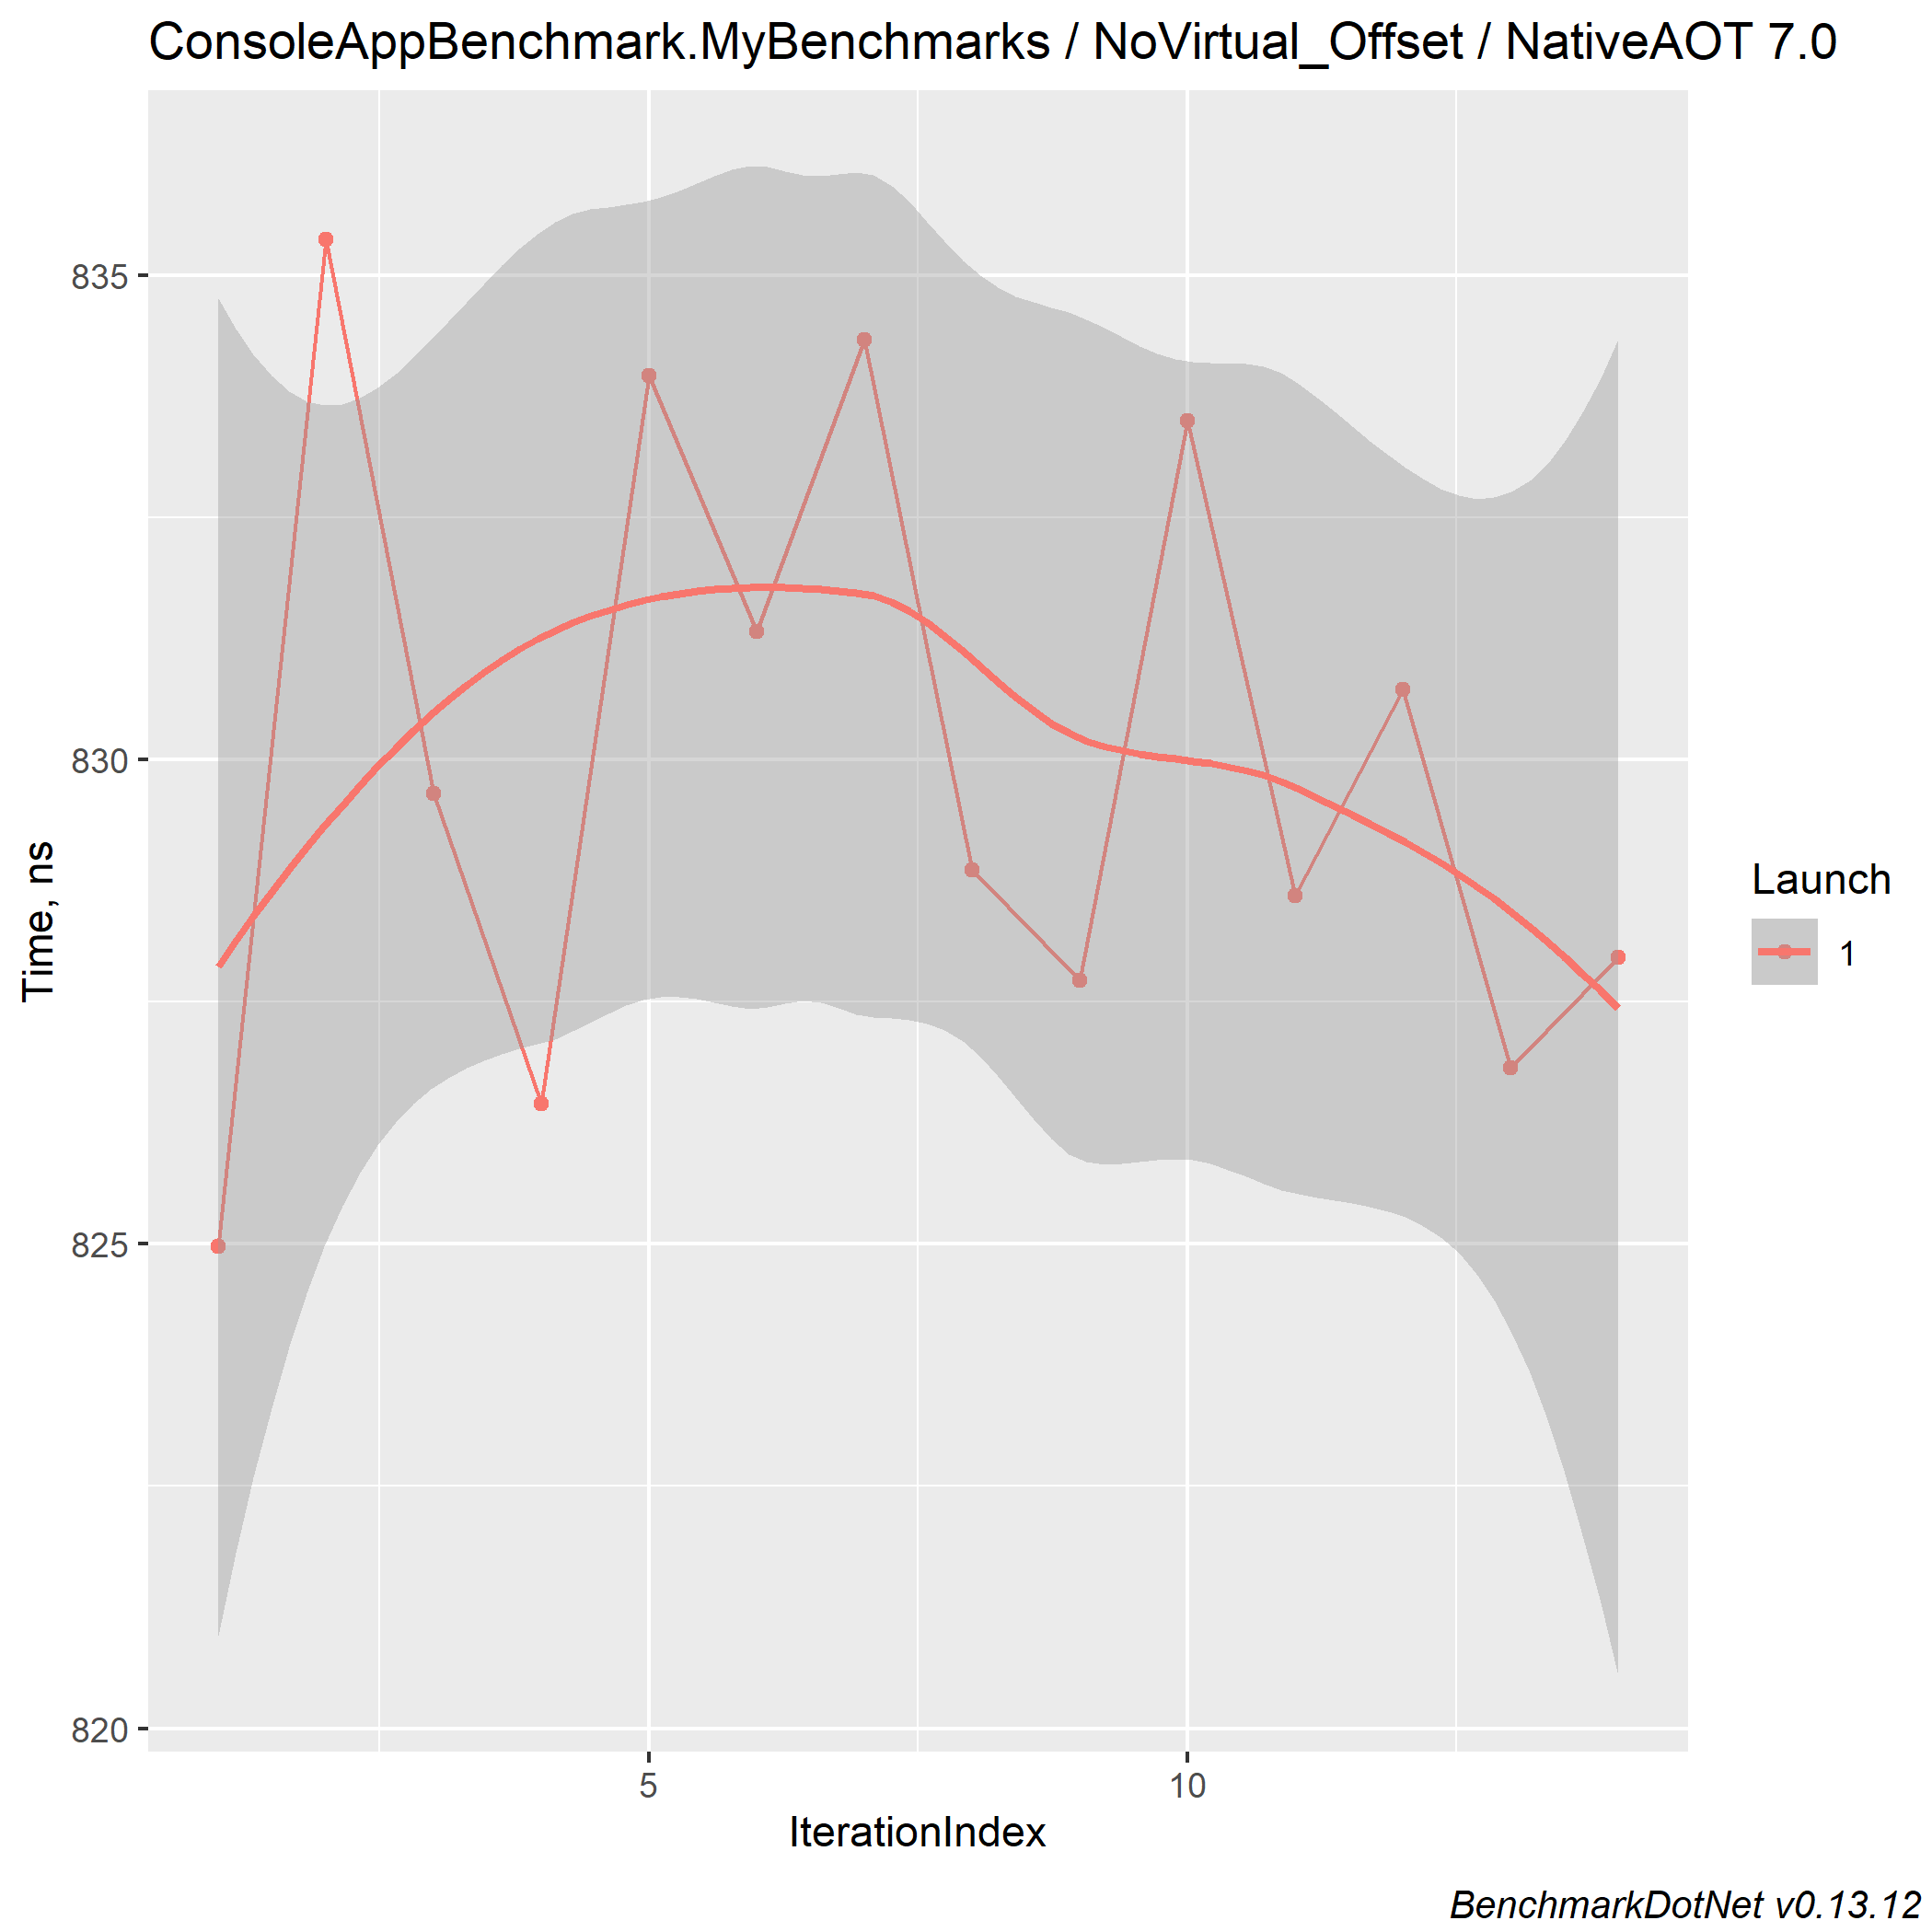 ConsoleAppBenchmark.MyBenchmarks / NoVirtual_Offset / NativeAOT 7.0
Time, ns
835
830
825
820
5
10
IterationIndex
Launch
1
BenchmarkDotNet v0.13.12